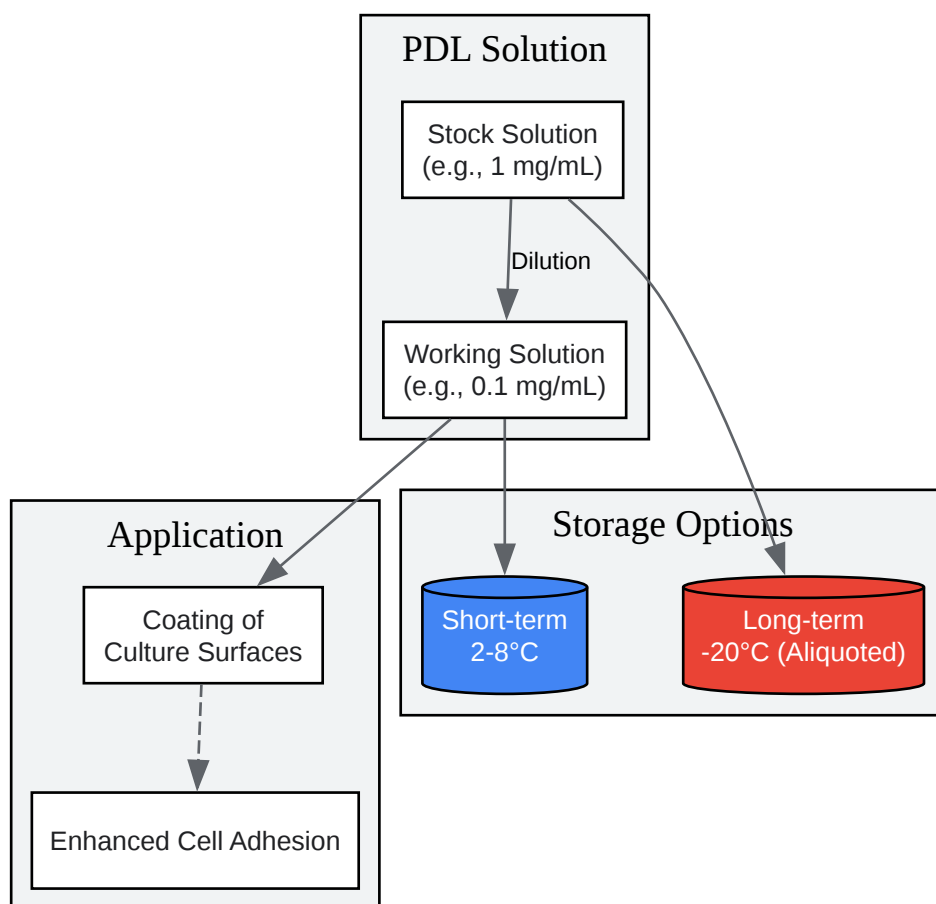 PDL Solution
Stock Solution
(e.g., 1 mg/mL)
Dilution
Working Solution
(e.g., 0.1 mg/mL)
Application
Coating of
Culture Surfaces
Enhanced Cell Adhesion
Storage Options
Short-term
2-8°C
Long-term
-20°C (Aliquoted)